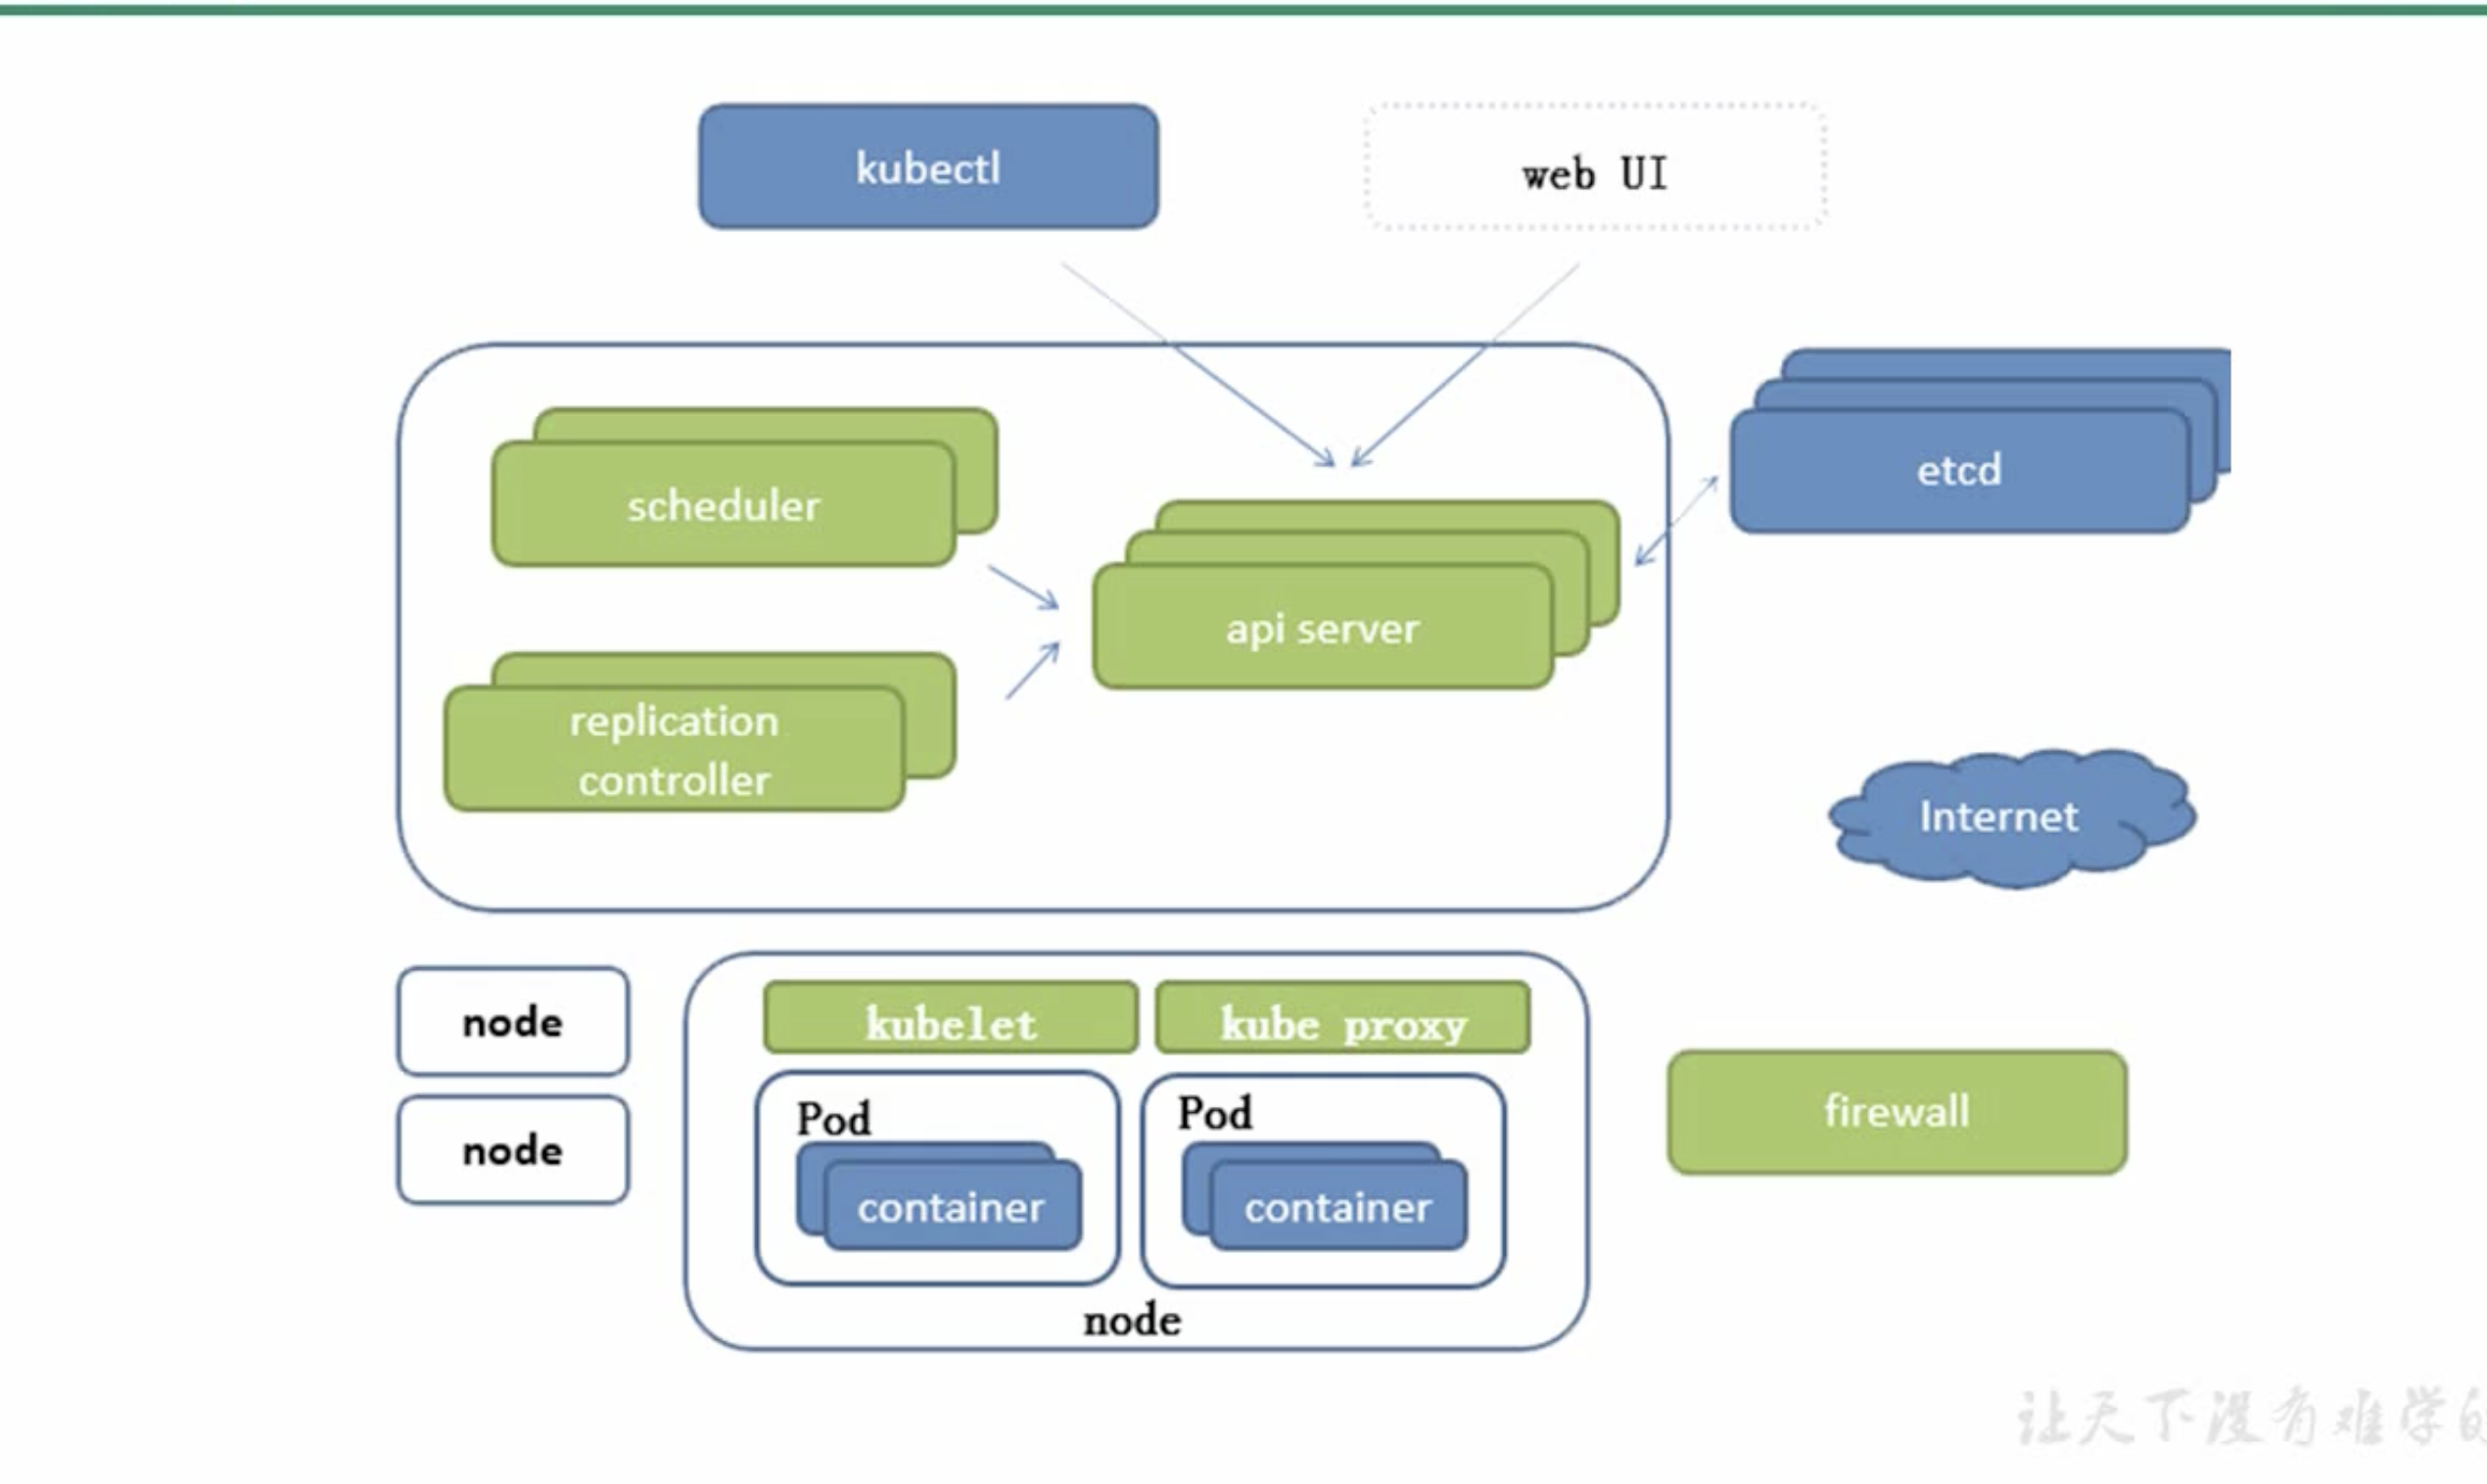 kubectl
web UI
scheduler
etcd
api server
replication
controller
Internet
node
node
kubelet
kube proxy
Pod
container
Pod
container
node
firewall
让天下没有难学的